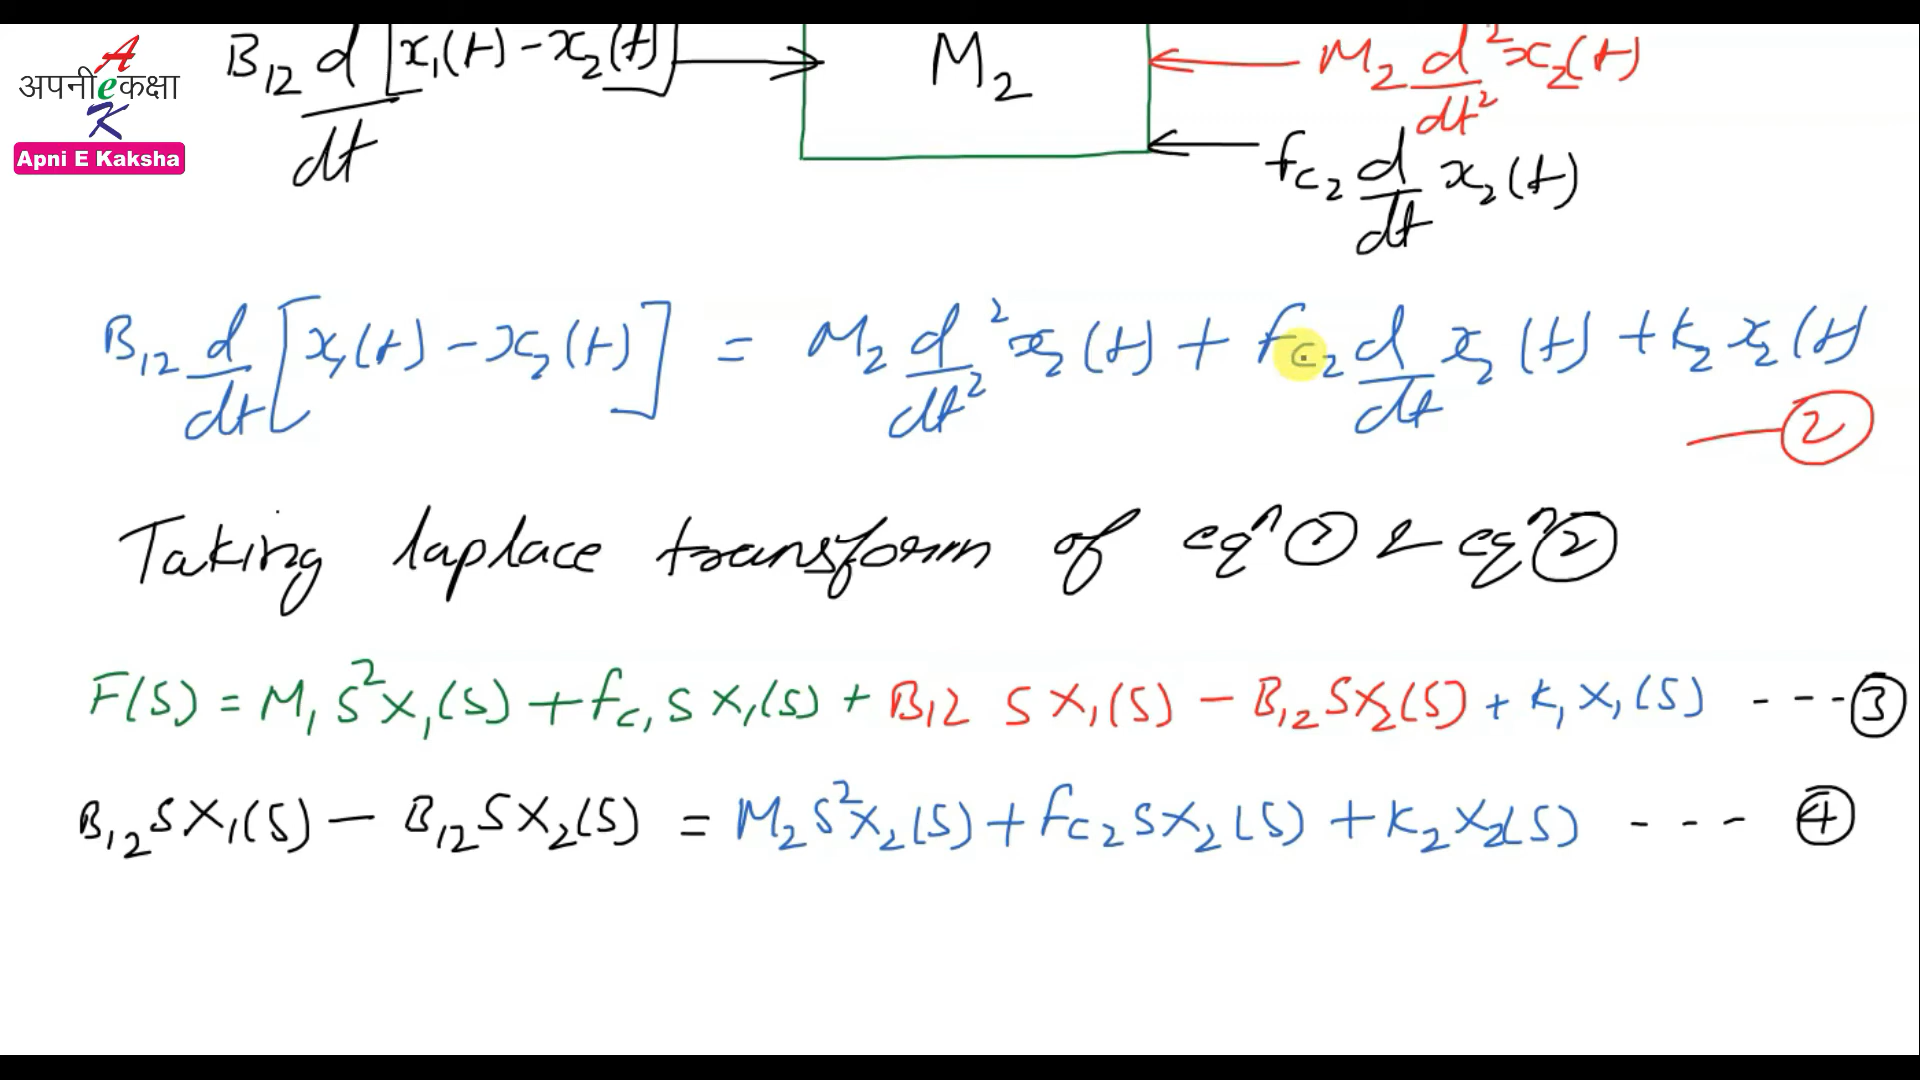 अपनी eकक्षा
A
K
Apni E Kaksha
B₁₂ d/dt [x₁(t) - x₂(t)]
M₂
M₂ d²/dt² x₂(t)
fc₂ d/dt x₂(t)
B₁₂ d/dt [x₁(t) - x₂(t)] = M₂ d²/dt² x₂(t) + fc₂ d/dt x₂(t) + K₂ x₂(t)
— ②
Taking laplace transform of eqⁿ ① & eqⁿ ②
F(S) = M₁ S² X₁(S) + fc₁ S X₁(S) + B₁₂ S X₁(S) - B₁₂ S X₂(S) + K₁ X₁(S) - - - ③
B₁₂ S X₁(S) - B₁₂ S X₂(S) = M₂ S² X₂(S) + fc₂ S X₂(S) + K₂ X₂(S) - - - ④